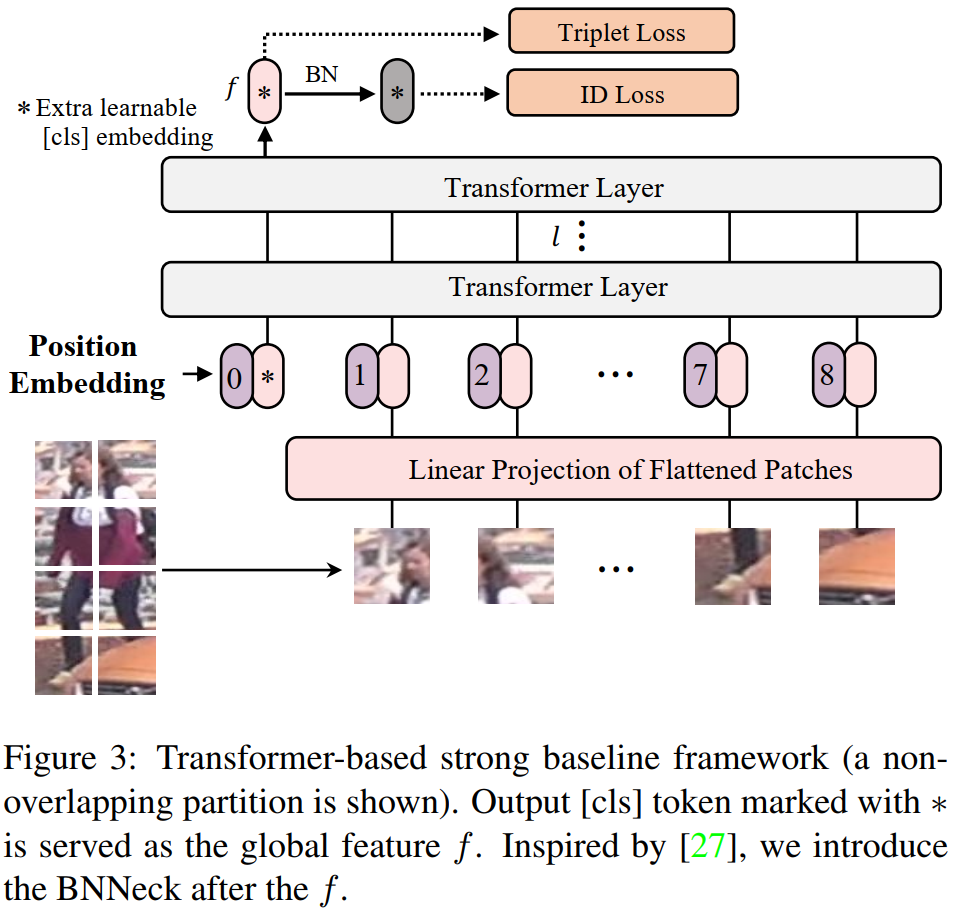 Triplet Loss
f
*
BN
*
ID Loss
* Extra learnable
[cls] embedding
Transformer Layer
l ⋮
Transformer Layer
Position
Embedding
0 * 1 2 ··· 7 8
Linear Projection of Flattened Patches
···
Figure 3: Transformer-based strong baseline framework (a non-
overlapping partition is shown). Output [cls] token marked with ∗
is served as the global feature f. Inspired by [27], we introduce
the BNNeck after the f.